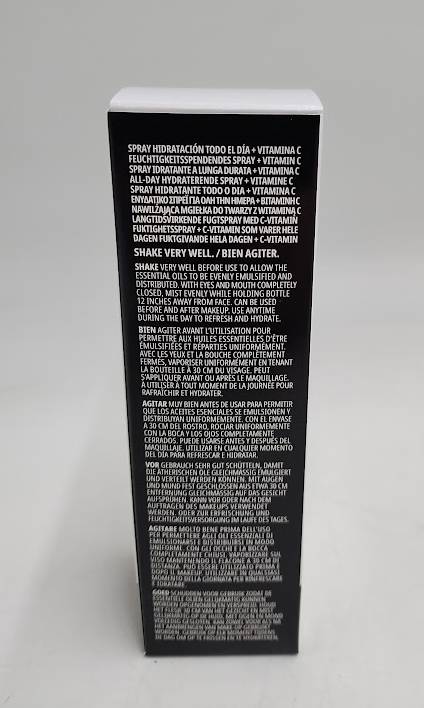 SPRAY HIDRATACIÓN TODO EL DÍA + VITAMINA C
FEUCHTIGKEITSSPENDENDES SPRAY + VITAMIN C
SPRAY IDRATANTE A LUNGA DURATA + VITAMINA C
ALL-DAY HYDRATERENDE SPRAY + VITAMINE C
SPRAY HIDRATANTE TODO O DIA + VITAMINA C
ΕΝΥΔΑΤΙΚΟ ΣΠΡΕΪ ΓΙΑ ΟΛΗ ΤΗΝ ΗΜΕΡΑ + ΒΙΤΑΜΙΝΗ C
NAWILŻAJĄCA MGIEŁKA DO TWARZY Z WITAMINĄ C
LANGTIDSVIRKENDE FUGTSPRAY MED C-VITAMIN
FUKTIGHETSSPRAY + C-VITAMIN SOM VARER HELE
DAGEN FUKTGIVANDE HELA DAGEN + C-VITAMIN
SHAKE VERY WELL. / BIEN AGITER.
SHAKE VERY WELL BEFORE USE TO ALLOW THE
ESSENTIAL OILS TO BE EVENLY EMULSIFIED AND
DISTRIBUTED. WITH EYES AND MOUTH COMPLETELY
CLOSED, MIST EVENLY WHILE HOLDING BOTTLE
12 INCHES AWAY FROM FACE. CAN BE USED
BEFORE AND AFTER MAKEUP. USE ANYTIME
DURING THE DAY TO REFRESH AND HYDRATE.
BIEN AGITER AVANT L'UTILISATION POUR
PERMETTRE AUX HUILES ESSENTIELLES D'ÊTRE
ÉMULSIFIÉES ET RÉPARTIES UNIFORMÉMENT.
AVEC LES YEUX ET LA BOUCHE COMPLÈTEMENT
FERMÉS, VAPORISER UNIFORMÉMENT EN TENANT
LA BOUTEILLE À 30 CM DU VISAGE. PEUT
S'APPLIQUER AVANT OU APRÈS LE MAQUILLAGE.
À UTILISER À TOUT MOMENT DE LA JOURNÉE POUR
RAFRAÎCHIR ET HYDRATER.
AGITAR MUY BIEN ANTES DE USAR PARA PERMITIR
QUE LOS ACEITES ESENCIALES SE EMULSIONEN Y
DISTRIBUYAN UNIFORMEMENTE. CON EL ENVASE
A 30 CM DEL ROSTRO, ROCIAR UNIFORMEMENTE
CON LA BOCA Y LOS OJOS COMPLETAMENTE
CERRADOS. PUEDE USARSE ANTES Y DESPUÉS DEL
MAQUILLAJE. UTILIZAR EN CUALQUIER MOMENTO
DEL DÍA PARA REFRESCAR E HIDRATAR.
VOR GEBRAUCH SEHR GUT SCHÜTTELN, DAMIT
DIE ÄTHERISCHEN ÖLE GLEICHMÄSSIG EMULGIERT
UND VERTEILT WERDEN KÖNNEN. MIT AUGEN
UND MUND FEST GESCHLOSSEN AUS ETWA 30 CM
ENTFERNUNG GLEICHMÄSSIG AUF DAS GESICHT
AUFSPRÜHEN. KANN VOR ODER NACH DEM
AUFTRAGEN DES MAKEUPS VERWENDET
WERDEN. ODER ZUR ERFRISCHUNG UND
FEUCHTIGKEITSVERSORGUNG IM LAUFE DES TAGES.
AGITARE MOLTO BENE PRIMA DELL'USO
PER PERMETTERE AGLI OLI ESSENZIALI DI
EMULSIONARSI E DISTRIBUIRSI IN MODO
UNIFORME. CON GLI OCCHI E LA BOCCA
COMPLETAMENTE CHIUSI, VAPORIZZARE SUL
VISO MANTENENDO IL FLACONE A 30 CM DI
DISTANZA. PUÒ ESSERE UTILIZZATO PRIMA E
DOPO IL MAKEUP. UTILIZZARE IN QUALSIASI
MOMENTO DELLA GIORNATA PER RINFRESCARE
E IDRATARE.
GOED SCHUDDEN VOOR GEBRUIK ZODAT DE
ESSENTIËLE OLIËN GELIJKMATIG KUNNEN
WORDEN OPGENOMEN EN VERSPREID. HOUD
HET FLESJE 30 CM VAN HET GEZICHT EN MIST
GELIJKMATIG OP DE HUID, MET OGEN EN MOND
VOLLEDIG GESLOTEN. KAN ZOWEL VOOR ALS NA
HET AANBRENGEN VAN MAKE-UP GEBRUIKT
WORDEN. GEBRUIK OP ELK MOMENT TIJDENS
DE DAG OM OP TE FRISSEN EN TE HYDRATEREN.